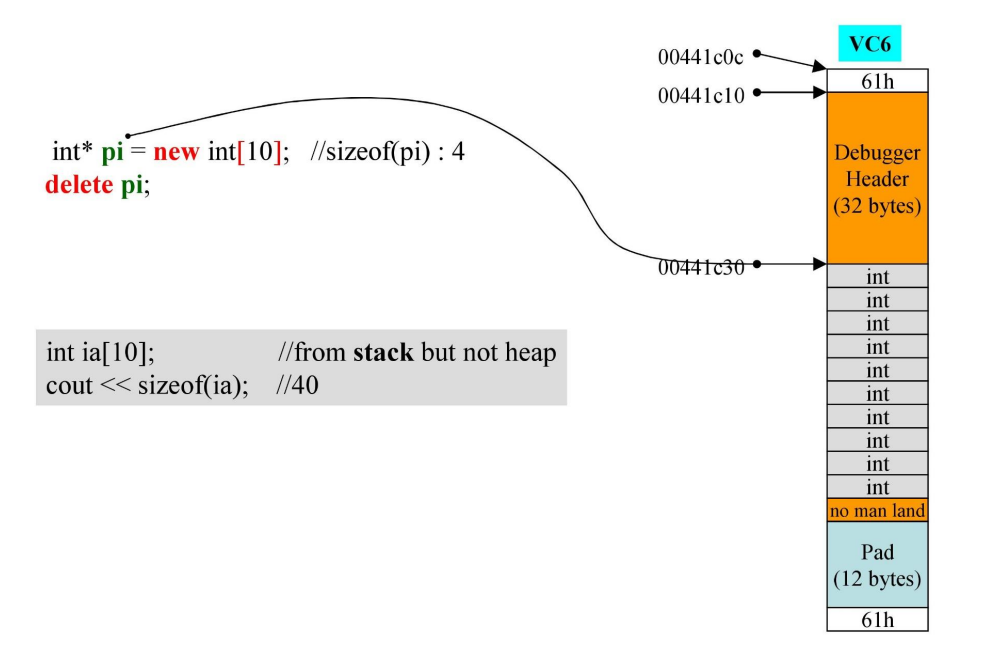 VC6
00441c0c
61h
00441c10
int* pi = new int[10]; //sizeof(pi) : 4
delete pi;
Debugger
Header
(32 bytes)
00441c30
int
int
int
int
int
int
int
int
int
int
int ia[10]; //from stack but not heap
cout << sizeof(ia); //40
no man land
Pad
(12 bytes)
61h